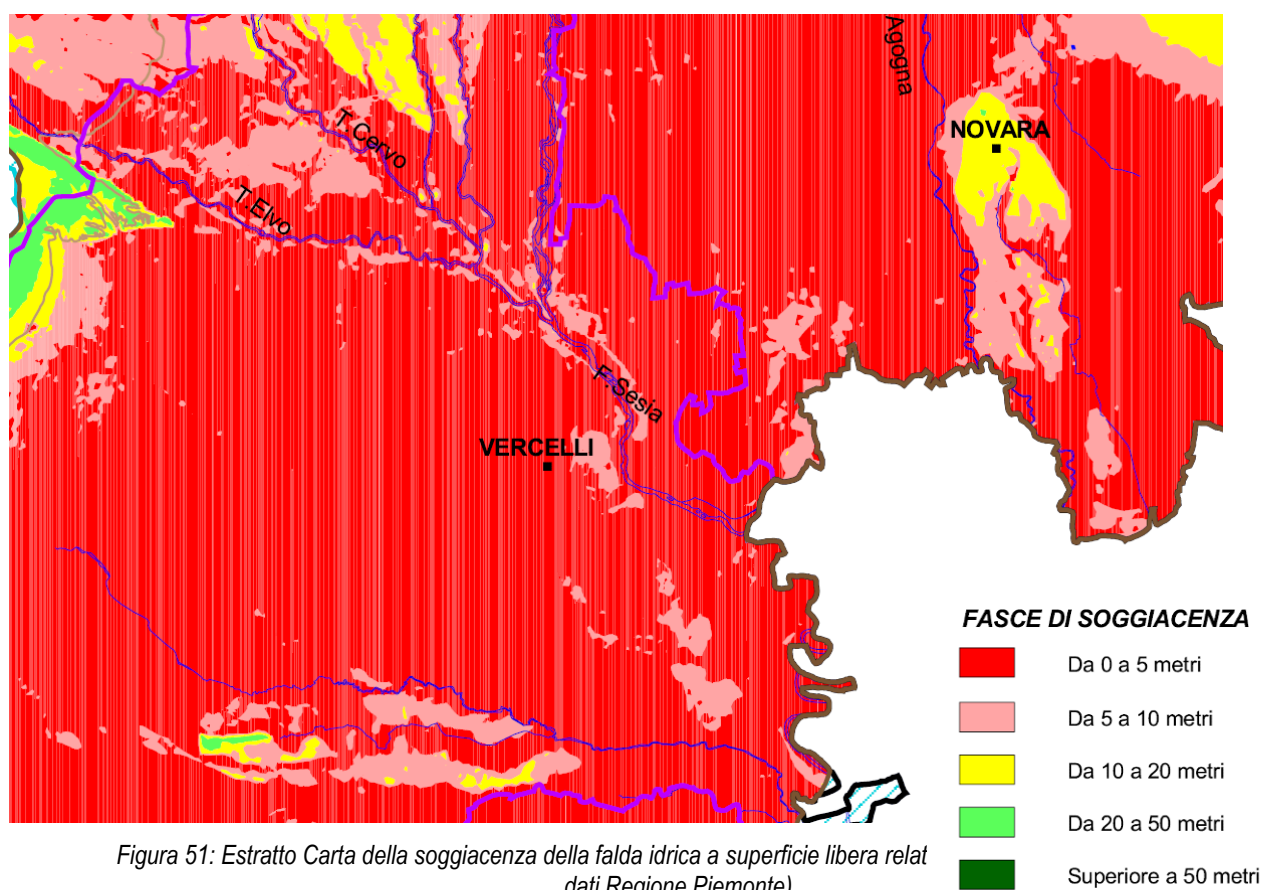 Agogna
NOVARA
T.Cervo
T.Elvo
F.Sesia
VERCELLI
FASCE DI SOGGIACENZA
Da 0 a 5 metri
Da 5 a 10 metri
Da 10 a 20 metri
Da 20 a 50 metri
Superiore a 50 metri
Figura 51: Estratto Carta della soggiacenza della falda idrica a superficie libera relat
dati Regione Piemonte)